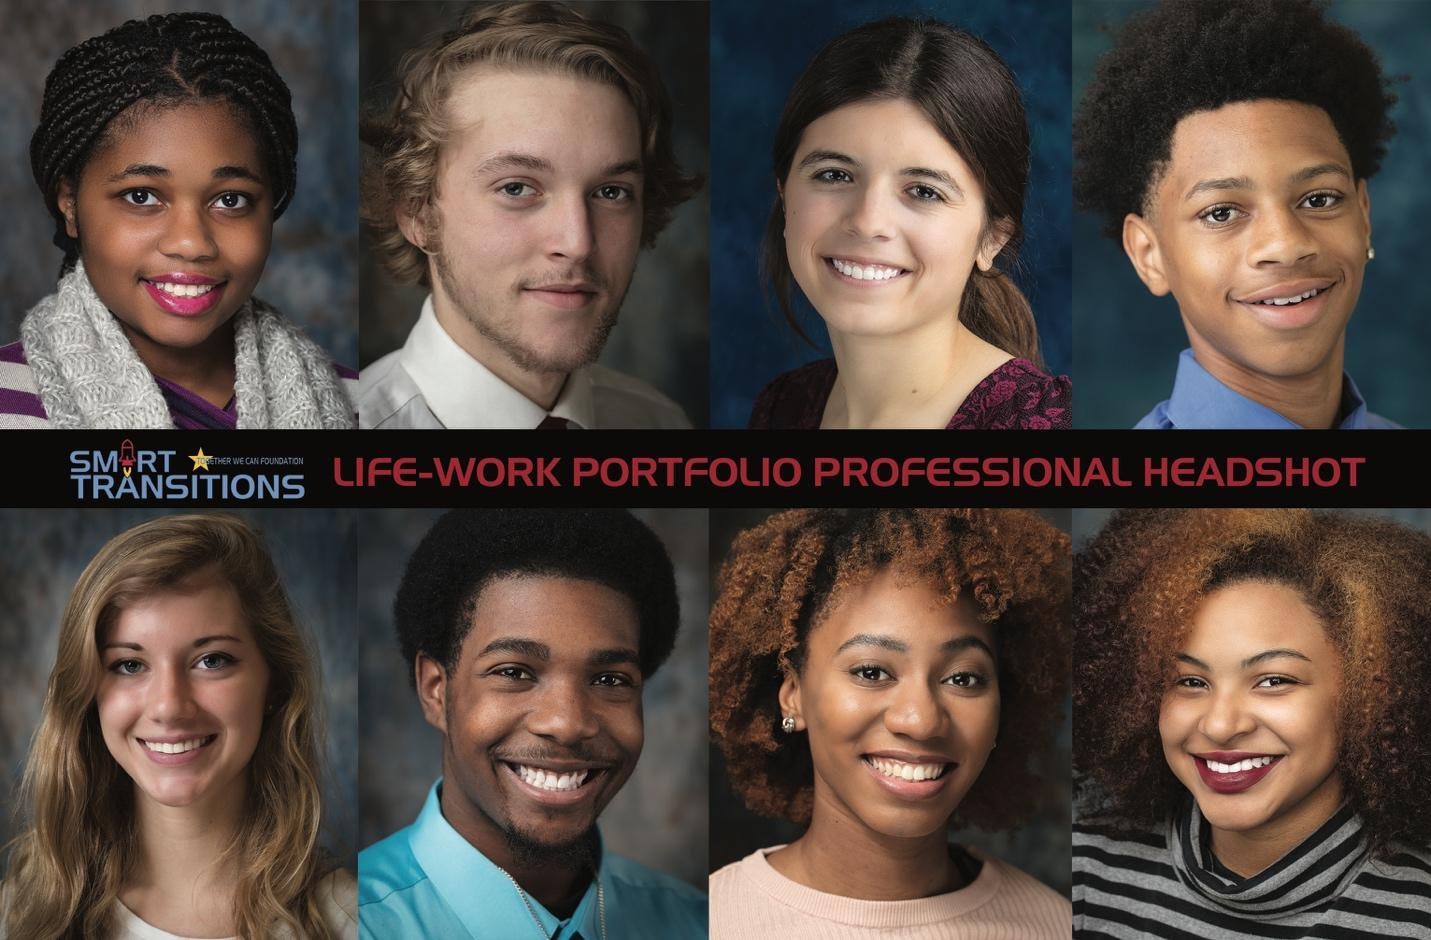 SMART
TOGETHER WE CAN FOUNDATION
TRANSITIONS
LIFE-WORK PORTFOLIO PROFESSIONAL HEADSHOT